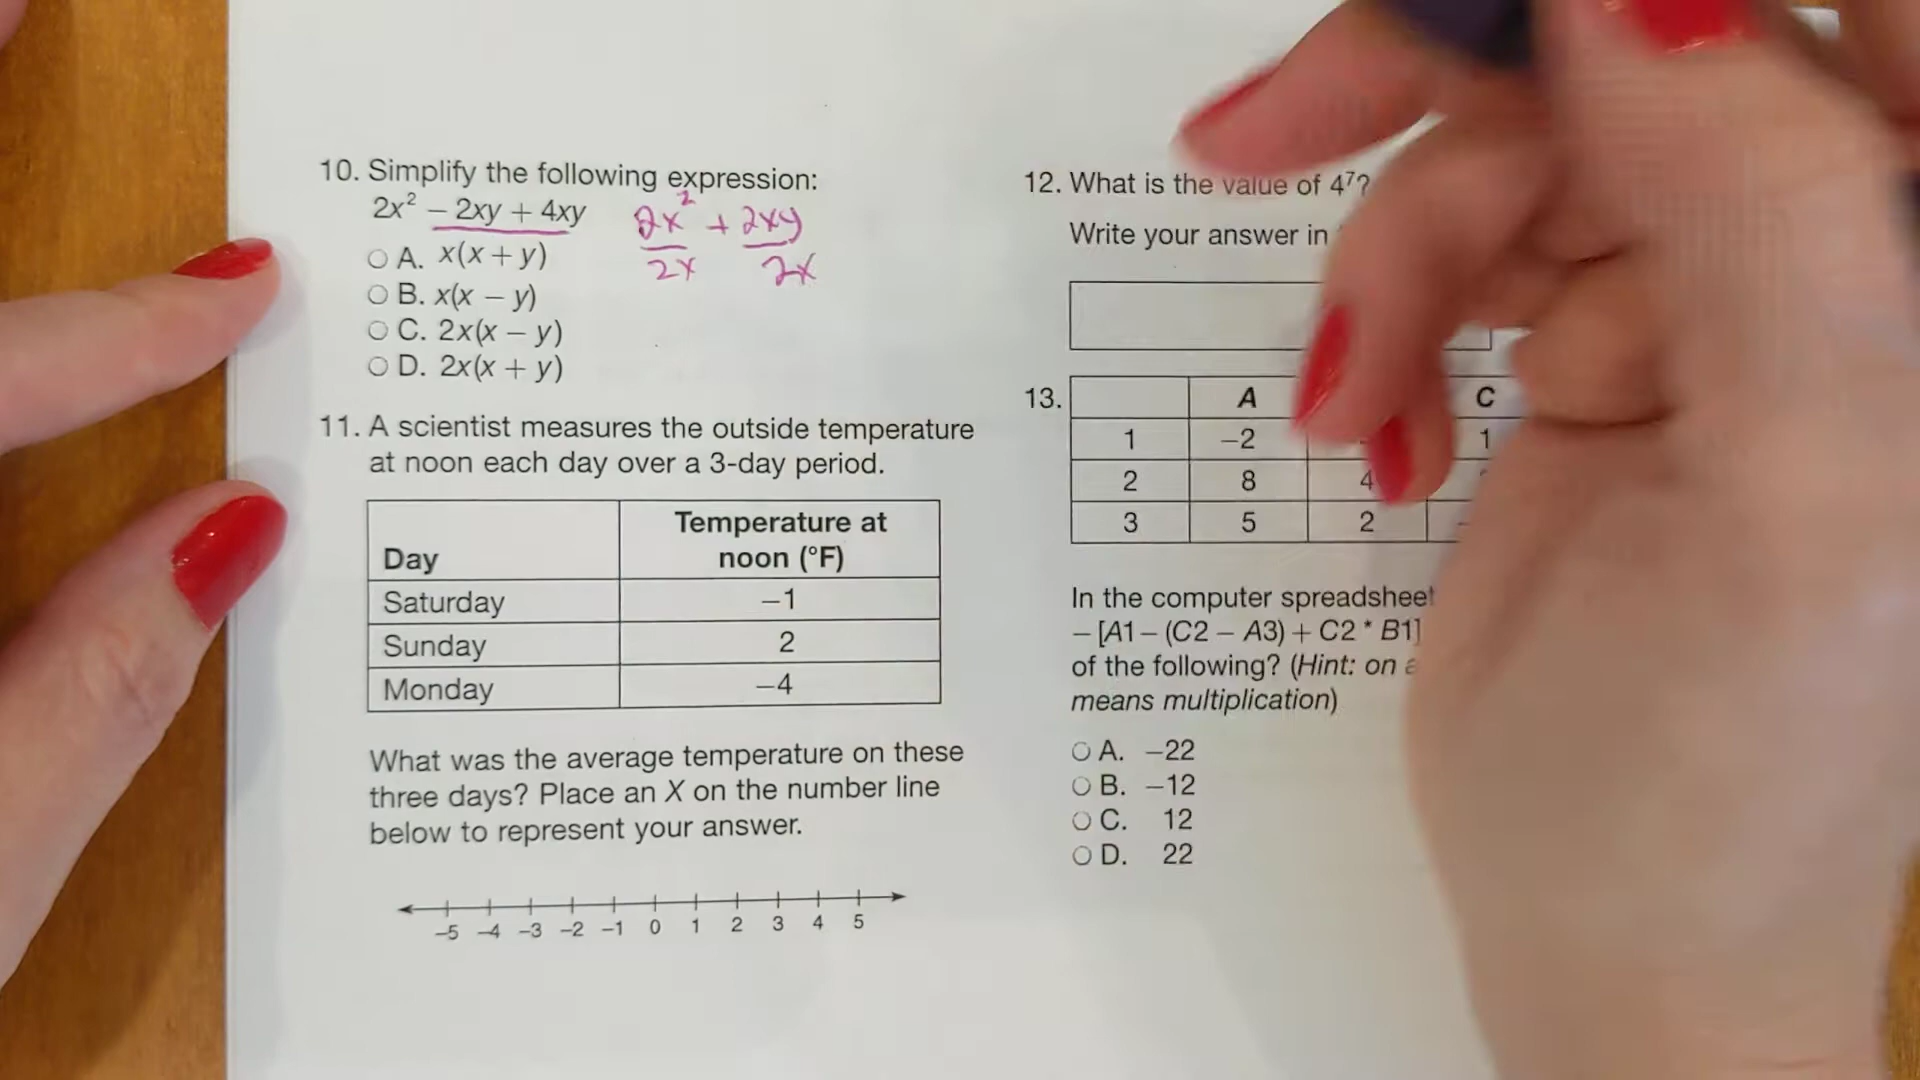 10. Simplify the following expression:
2x² – 2xy + 4xy
2x² + 2xy
2x 2x
A. x(x + y)
B. x(x – y)
C. 2x(x – y)
D. 2x(x + y)
11. A scientist measures the outside temperature
at noon each day over a 3-day period.
Day Temperature at
noon (°F)
Saturday –1
Sunday 2
Monday –4
What was the average temperature on these
three days? Place an X on the number line
below to represent your answer.
–5 –4 –3 –2 –1 0 1 2 3 4 5
12. What is the value of 4⁷?
Write your answer in
13.
A C
1 –2 1
2 8 4
3 5 2
In the computer spreadsheet
– [A1 – (C2 – A3) + C2 * B1]
of the following? (Hint: on
means multiplication)
A. –22
B. –12
C. 12
D. 22